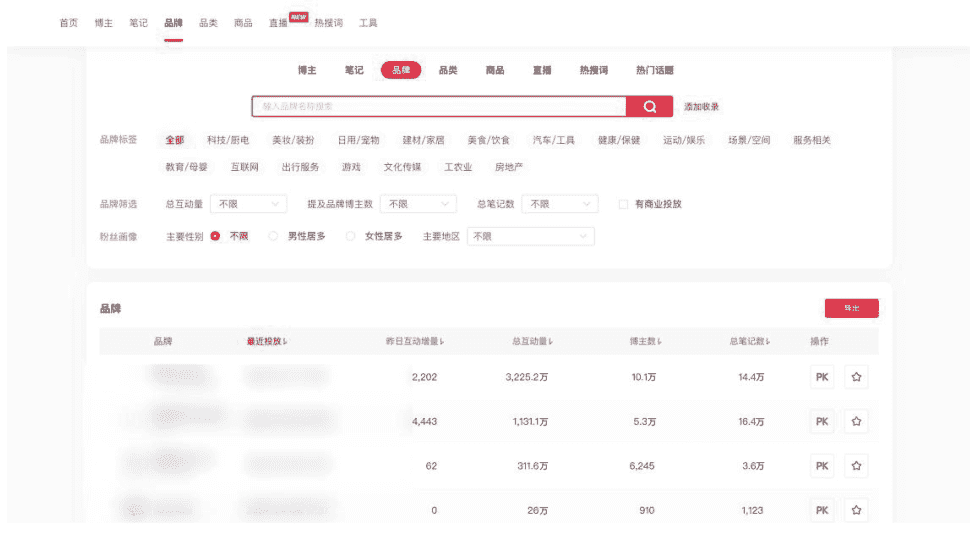 首页 博主 笔记 品牌 品类 商品 直播 NEW 热搜词 工具
博主 笔记 品牌 品类 商品 直播 热搜词 热门话题
输入品牌名称搜索 添加收录
品牌标签 全部 科技/厨电 美妆/装扮 日用/宠物 建材/家居 美食/饮食 汽车/工具 健康/保健 运动/娱乐 场景/空间 服务相关
教育/母婴 互联网 出行服务 游戏 文化传媒 工农业 房地产
品牌筛选 总互动量 不限 提及品牌博主数 不限 总笔记数 不限 有商业投放
粉丝画像 主要性别 不限 男性居多 女性居多 主要地区 不限
品牌 导出
品牌 最近投放 昨日互动增量 总互动量 博主数 总笔记数 操作
2,202 3,225.2万 10.1万 14.4万 PK
4,443 1,131.1万 5.3万 16.4万 PK
62 311.6万 6,245 3.6万 PK
0 26万 910 1,123 PK